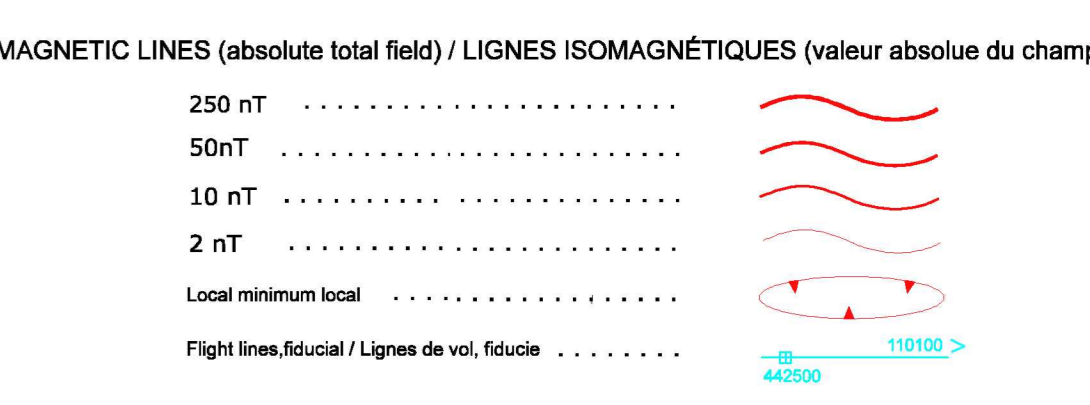 MAGNETIC LINES (absolute total field) / LIGNES ISOMAGNÉTIQUES (valeur absolue du champ
250 nT . . . . . . . . . . . . . . . . . . . . . . . .
50nT . . . . . . . . . . . . . . . . . . . . . . . . .
10 nT . . . . . . . . . . . . . . . . . . . . . . . . .
2 nT . . . . . . . . . . . . . . . . . . . . . . . . .
Local minimum local . . . . . . . . . . . . . . . . . . .
Flight lines,fiducial / Lignes de vol, fiducie . . . . . . . .
110100 >
442500